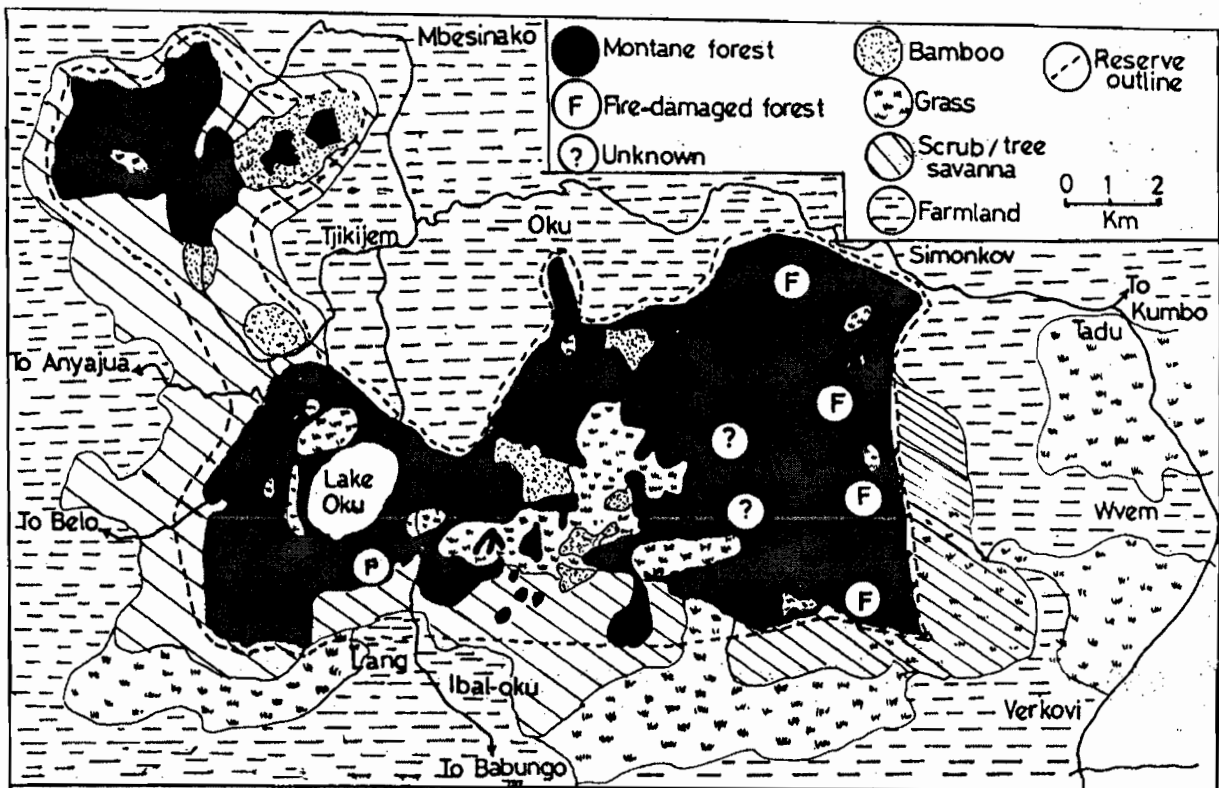 Mbesinako
Montane forest
F Fire-damaged forest
? Unknown
Bamboo
Grass
Scrub/tree
savanna
Farmland
Reserve
outline
0 1 2
Km
Tjikijem
Oku
Simonkov
To
Kumbo
Tadu
To Anyajua
F
F
?
Lake
Oku
F
?
To Belo
Wvem
F
F
Lang
Ibal-oku
Verkovi
To Babungo